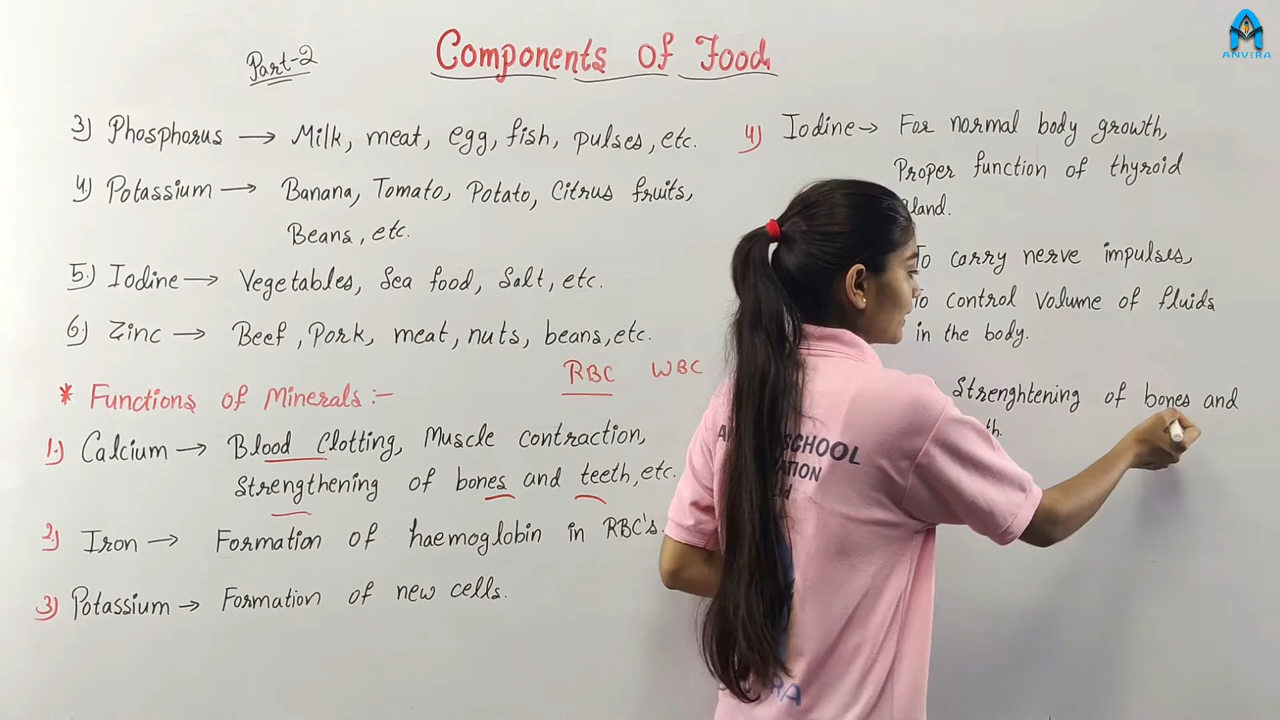 Part-2
Components of Food
3) Phosphorus → Milk, meat, egg, fish, pulses, etc.
4) Potassium → Banana, Tomato, Potato, Citrus fruits,
Beans, etc.
5.) Iodine → Vegetables, Sea food, Salt, etc.
6) Zinc → Beef, Pork, meat, nuts, beans, etc.
RBC WBC
* Functions of Minerals :-
1.) Calcium → Blood Clotting, Muscle contraction,
Strengthening of bones and teeth, etc.
2.) Iron → Formation of haemoglobin in RBC's.
3) Potassium → Formation of new cells.
4) Iodine → For normal body growth,
Proper function of thyroid
land.
To carry nerve impulses,
To control Volume of fluids
in the body.
Strenghtening of bones and
th.
ANVIRA
SCHOOL